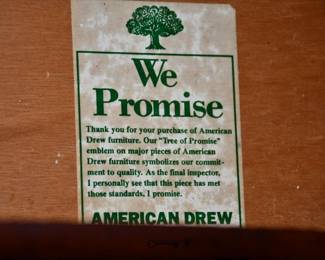 We
Promise
Thank you for your purchase of American
Drew furniture. Our "Tree of Promise"
emblem on major pieces of American
Drew furniture symbolizes our commit-
ment to quality. As the final inspector,
I personally see that this piece has met
those standards. I promise.
AMERICAN DREW